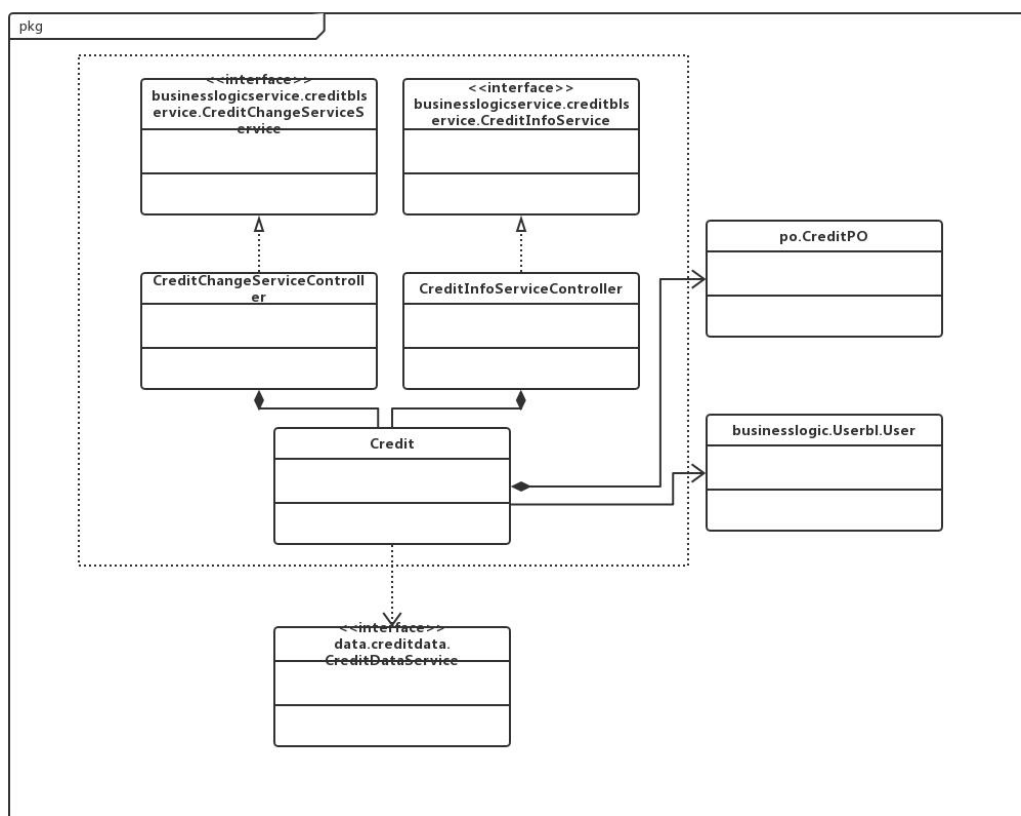 pkg
<<interface>>
businesslogicservice.creditbls
ervice.CreditChangeServiceS
ervice
<<interface>>
businesslogicservice.creditbls
ervice.CreditInfoService
po.CreditPO
CreditChangeServiceControll
er
CreditInfoServiceController
businesslogic.Userbl.User
Credit
<<interface>>
data.creditdata.
CreditDataService